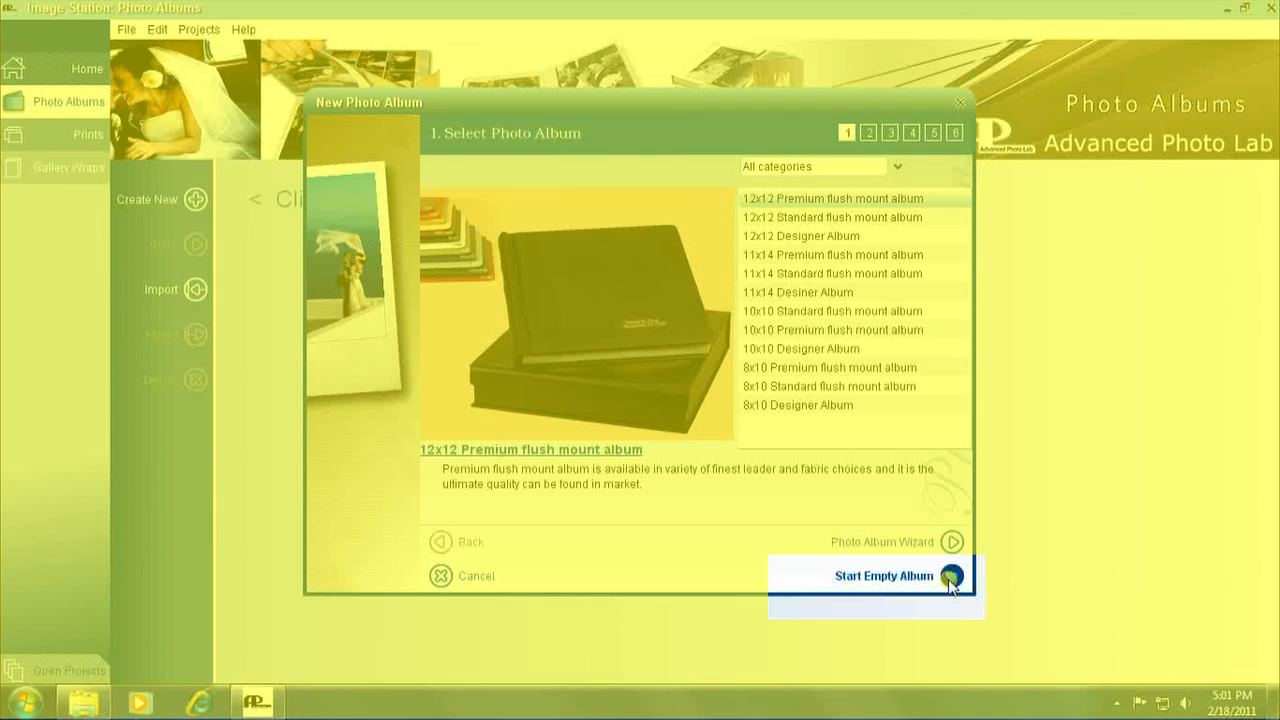 Image Station: Photo Albums
File Edit Projects Help
Home
Photo Albums
Prints
Gallery Wraps
Photo Albums
Advanced Photo Lab
Advanced Photo Lab
New Photo Album
1. Select Photo Album
1 2 3 4 5 6
All categories
Create New
Import
< Cli
12x12 Premium flush mount album
12x12 Standard flush mount album
12x12 Designer Album
11x14 Premium flush mount album
11x14 Standard flush mount album
11x14 Desiner Album
10x10 Standard flush mount album
10x10 Premium flush mount album
10x10 Designer Album
8x10 Premium flush mount album
8x10 Standard flush mount album
8x10 Designer Album
12x12 Premium flush mount album
Premium flush mount album is available in variety of finest leader and fabric choices and it is the
ultimate quality can be found in market.
Back
Photo Album Wizard
Cancel
Start Empty Album
Open Projects
5:01 PM
2/18/2011